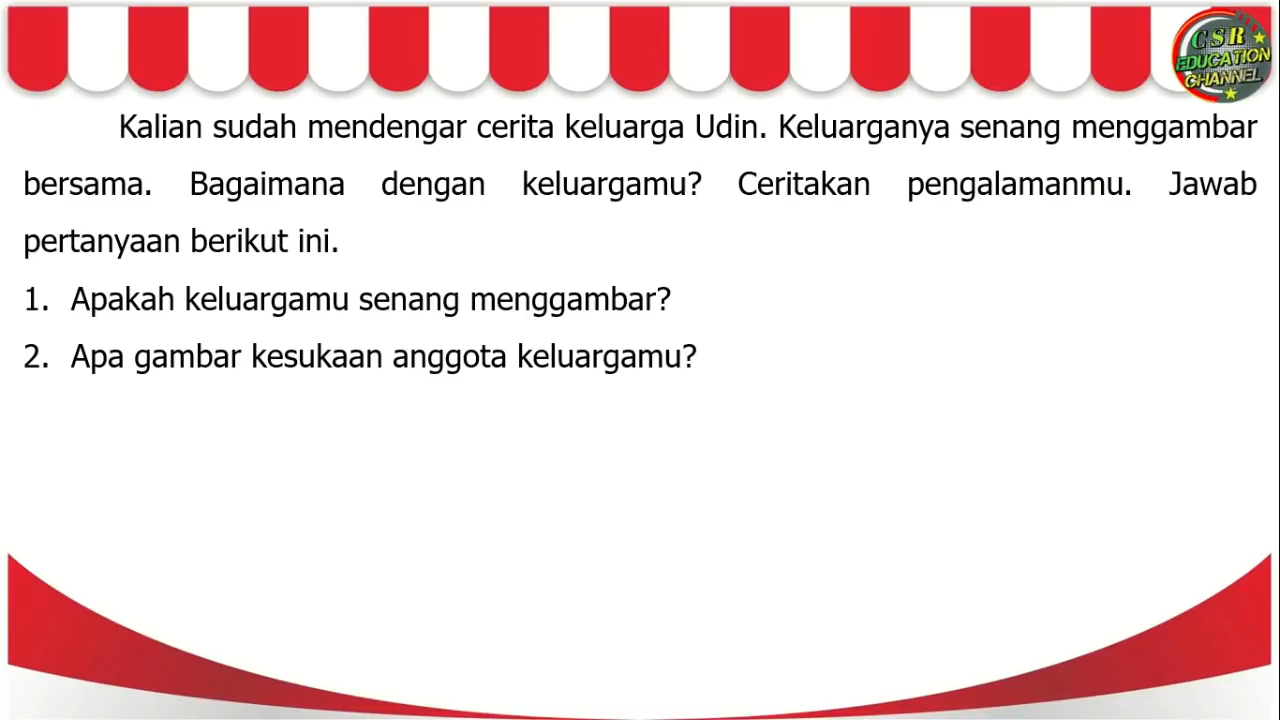 CSR
EDUCATION
CHANNEL
Kalian sudah mendengar cerita keluarga Udin. Keluarganya senang menggambar
bersama. Bagaimana dengan keluargamu? Ceritakan pengalamanmu. Jawab
pertanyaan berikut ini.
1. Apakah keluargamu senang menggambar?
2. Apa gambar kesukaan anggota keluargamu?